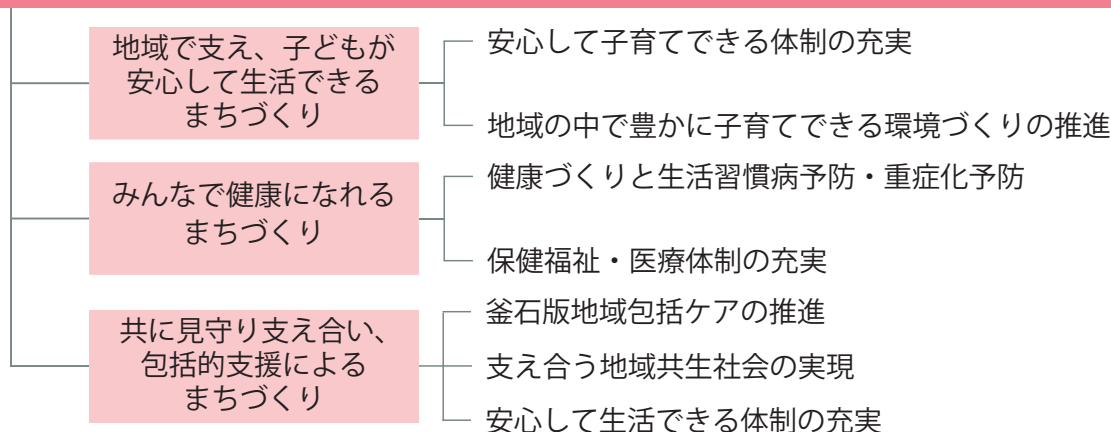 地域で支え、子どもが
安心して生活できる
まちづくり
安心して子育てできる体制の充実
地域の中で豊かに子育てできる環境づくりの推進
みんなで健康になれる
まちづくり
健康づくりと生活習慣病予防・重症化予防
保健福祉・医療体制の充実
共に見守り支え合い、
包括的支援による
まちづくり
釜石版地域包括ケアの推進
支え合う地域共生社会の実現
安心して生活できる体制の充実